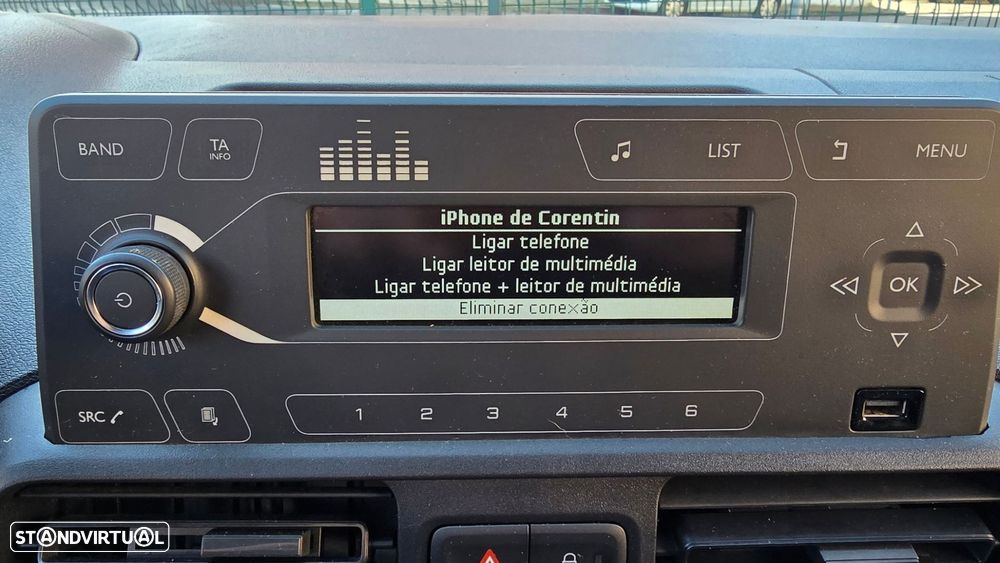 BAND
TA
INFO
LIST
MENU
iPhone de Corentin
Ligar telefone
Ligar leitor de multimédia
Ligar telefone + leitor de multimédia
Eliminar conexão
OK
SRC
1 2 3 4 5 6
STANDVIRTUAL